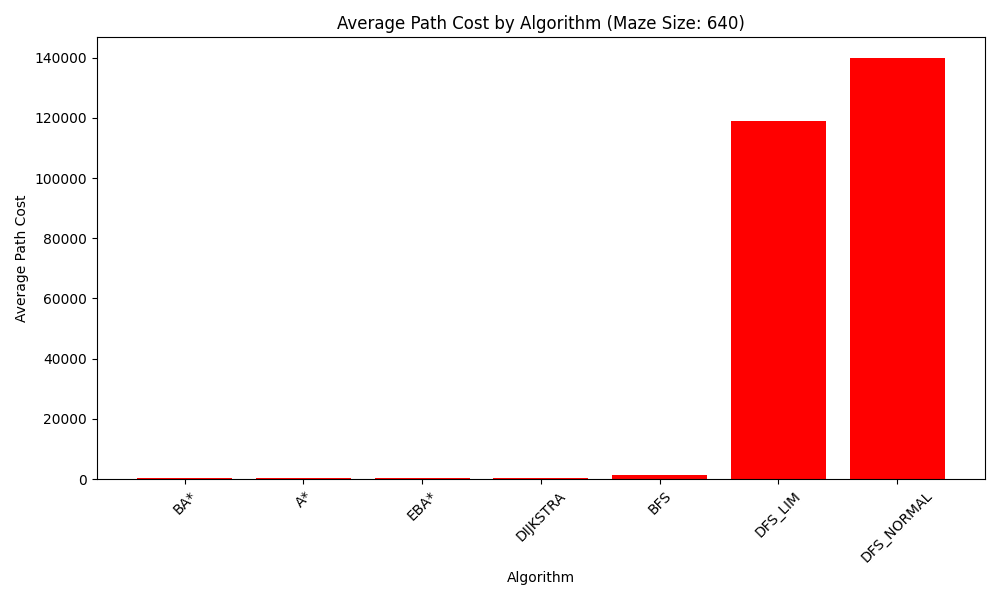 Average Path Cost by Algorithm (Maze Size: 640)
Average Path Cost
140000
120000
100000
80000
60000
40000
20000
0
BA*
A*
EBA*
DIJKSTRA
BFS
DFS_LIM
DFS_NORMAL
Algorithm